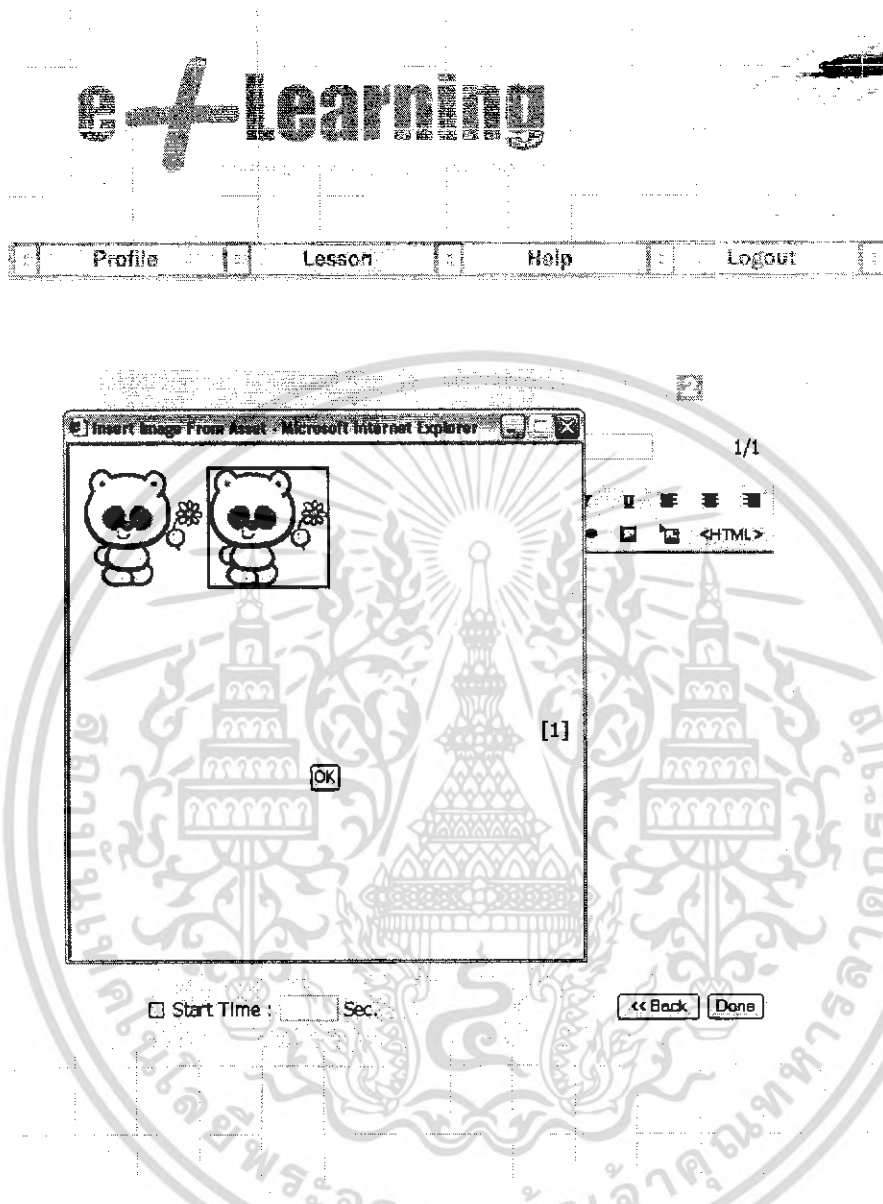 e+Learning
Profile Lesson Help Logout
2
Insert Image From Asset - Microsoft Internet Explorer
1/1
U
<HTML>
[1]
OK
Start Time : Sec.
<< Back Done